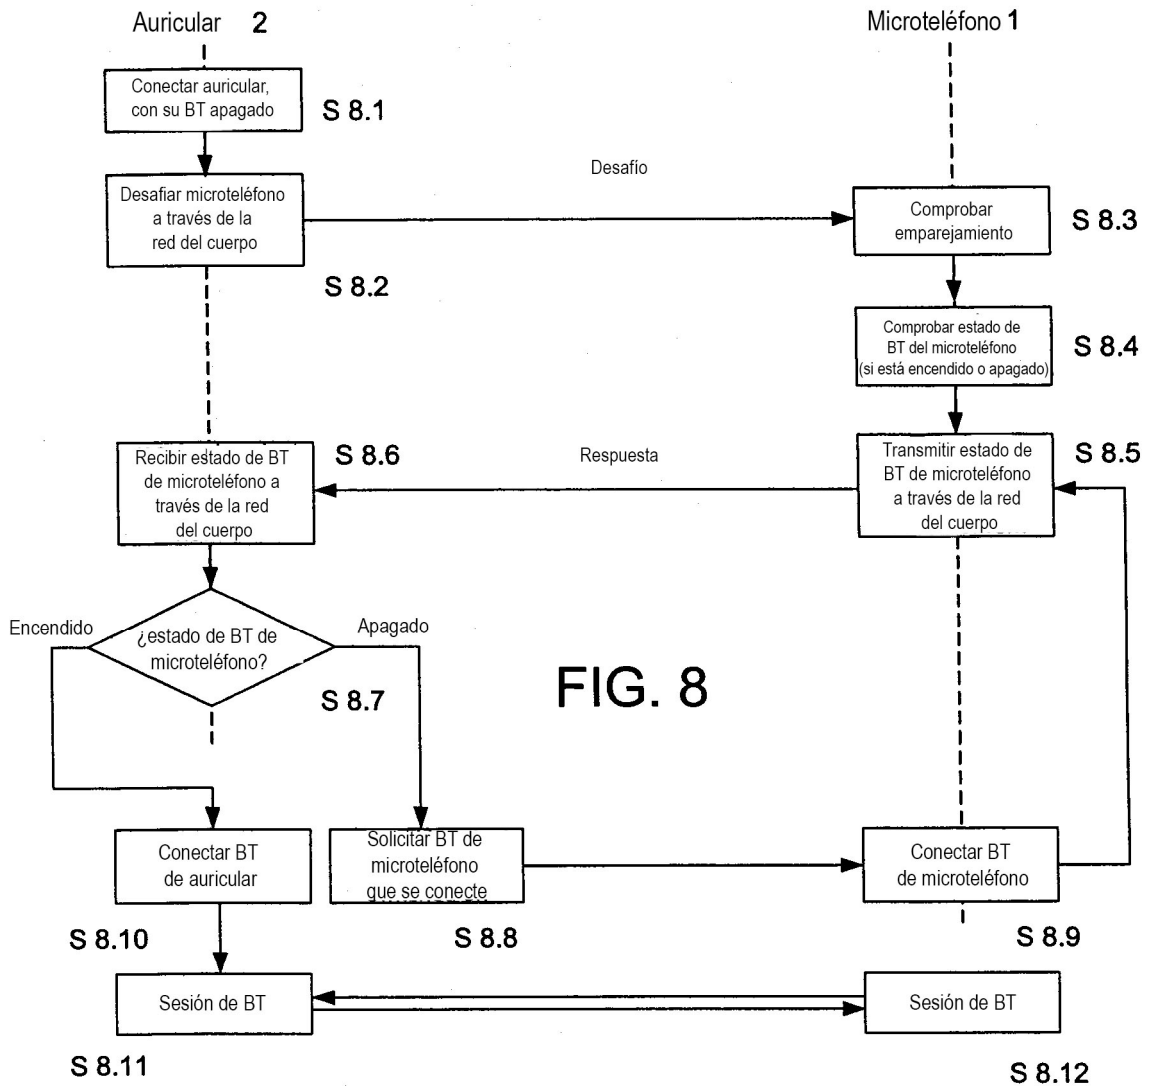 Auricular 2
Microteléfono 1
Conectar auricular,
con su BT apagado
S 8.1
Desafiar microteléfono
a través de la
red del cuerpo
S 8.2
Desafío
Comprobar
emparejamiento
S 8.3
Comprobar estado de
BT del microteléfono
(si está encendido o apagado)
S 8.4
Transmitir estado de
BT de microteléfono
a través de la red
del cuerpo
S 8.5
Respuesta
Recibir estado de BT
de microteléfono a
través de la red
del cuerpo
S 8.6
Encendido
¿estado de BT de
microteléfono?
Apagado
S 8.7
FIG. 8
Conectar BT
de auricular
S 8.10
Solicitar BT de
microteléfono
que se conecte
S 8.8
Conectar BT
de microteléfono
S 8.9
Sesión de BT
S 8.11
Sesión de BT
S 8.12